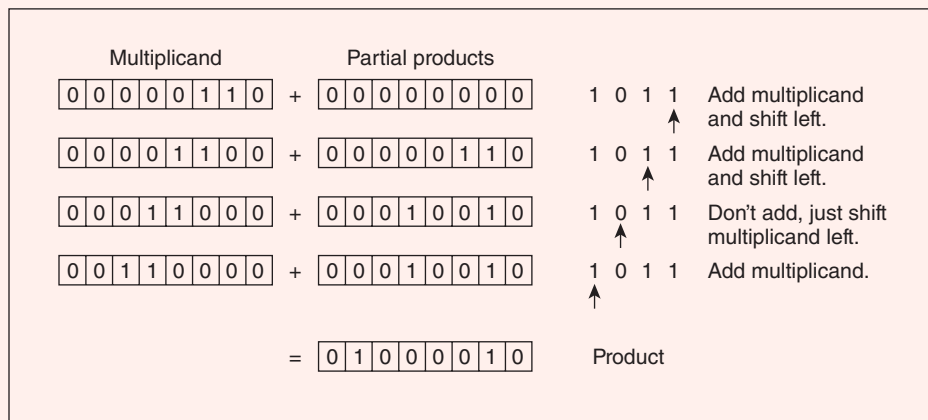 Multiplicand Partial products
0 0 0 0 0 1 1 0 + 0 0 0 0 0 0 0 0 1 0 1 1 Add multiplicand
and shift left.
0 0 0 0 1 1 0 0 + 0 0 0 0 0 1 1 0 1 0 1 1 Add multiplicand
and shift left.
0 0 0 1 1 0 0 0 + 0 0 0 1 0 0 1 0 1 0 1 1 Don't add, just shift
multiplicand left.
0 0 1 1 0 0 0 0 + 0 0 0 1 0 0 1 0 1 0 1 1 Add multiplicand.
= 0 1 0 0 0 0 1 0 Product